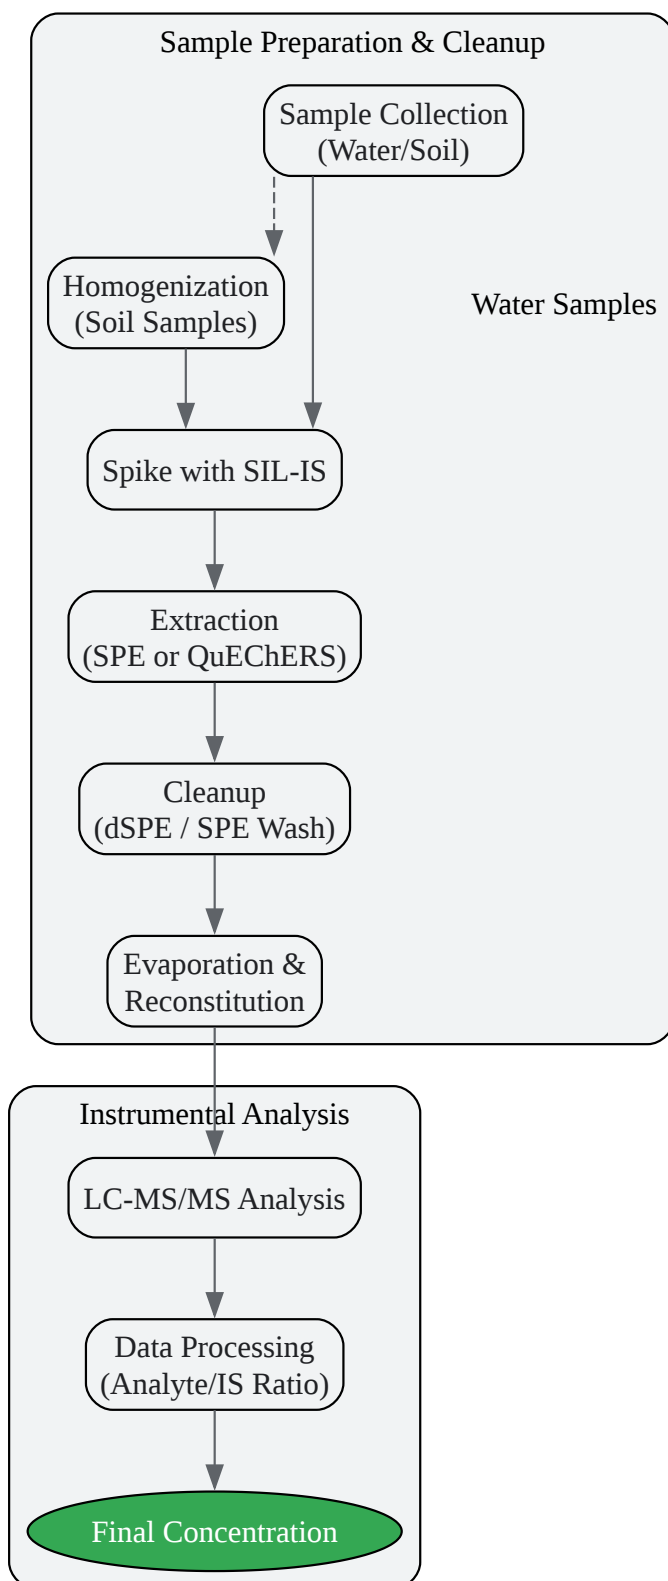 Sample Preparation & Cleanup
Sample Collection
(Water/Soil)
Homogenization
(Soil Samples)
Water Samples
Spike with SIL-IS
Extraction
(SPE or QuEChERS)
Cleanup
(dSPE / SPE Wash)
Evaporation &
Reconstitution
Instrumental Analysis
LC-MS/MS Analysis
Data Processing
(Analyte/IS Ratio)
Final Concentration